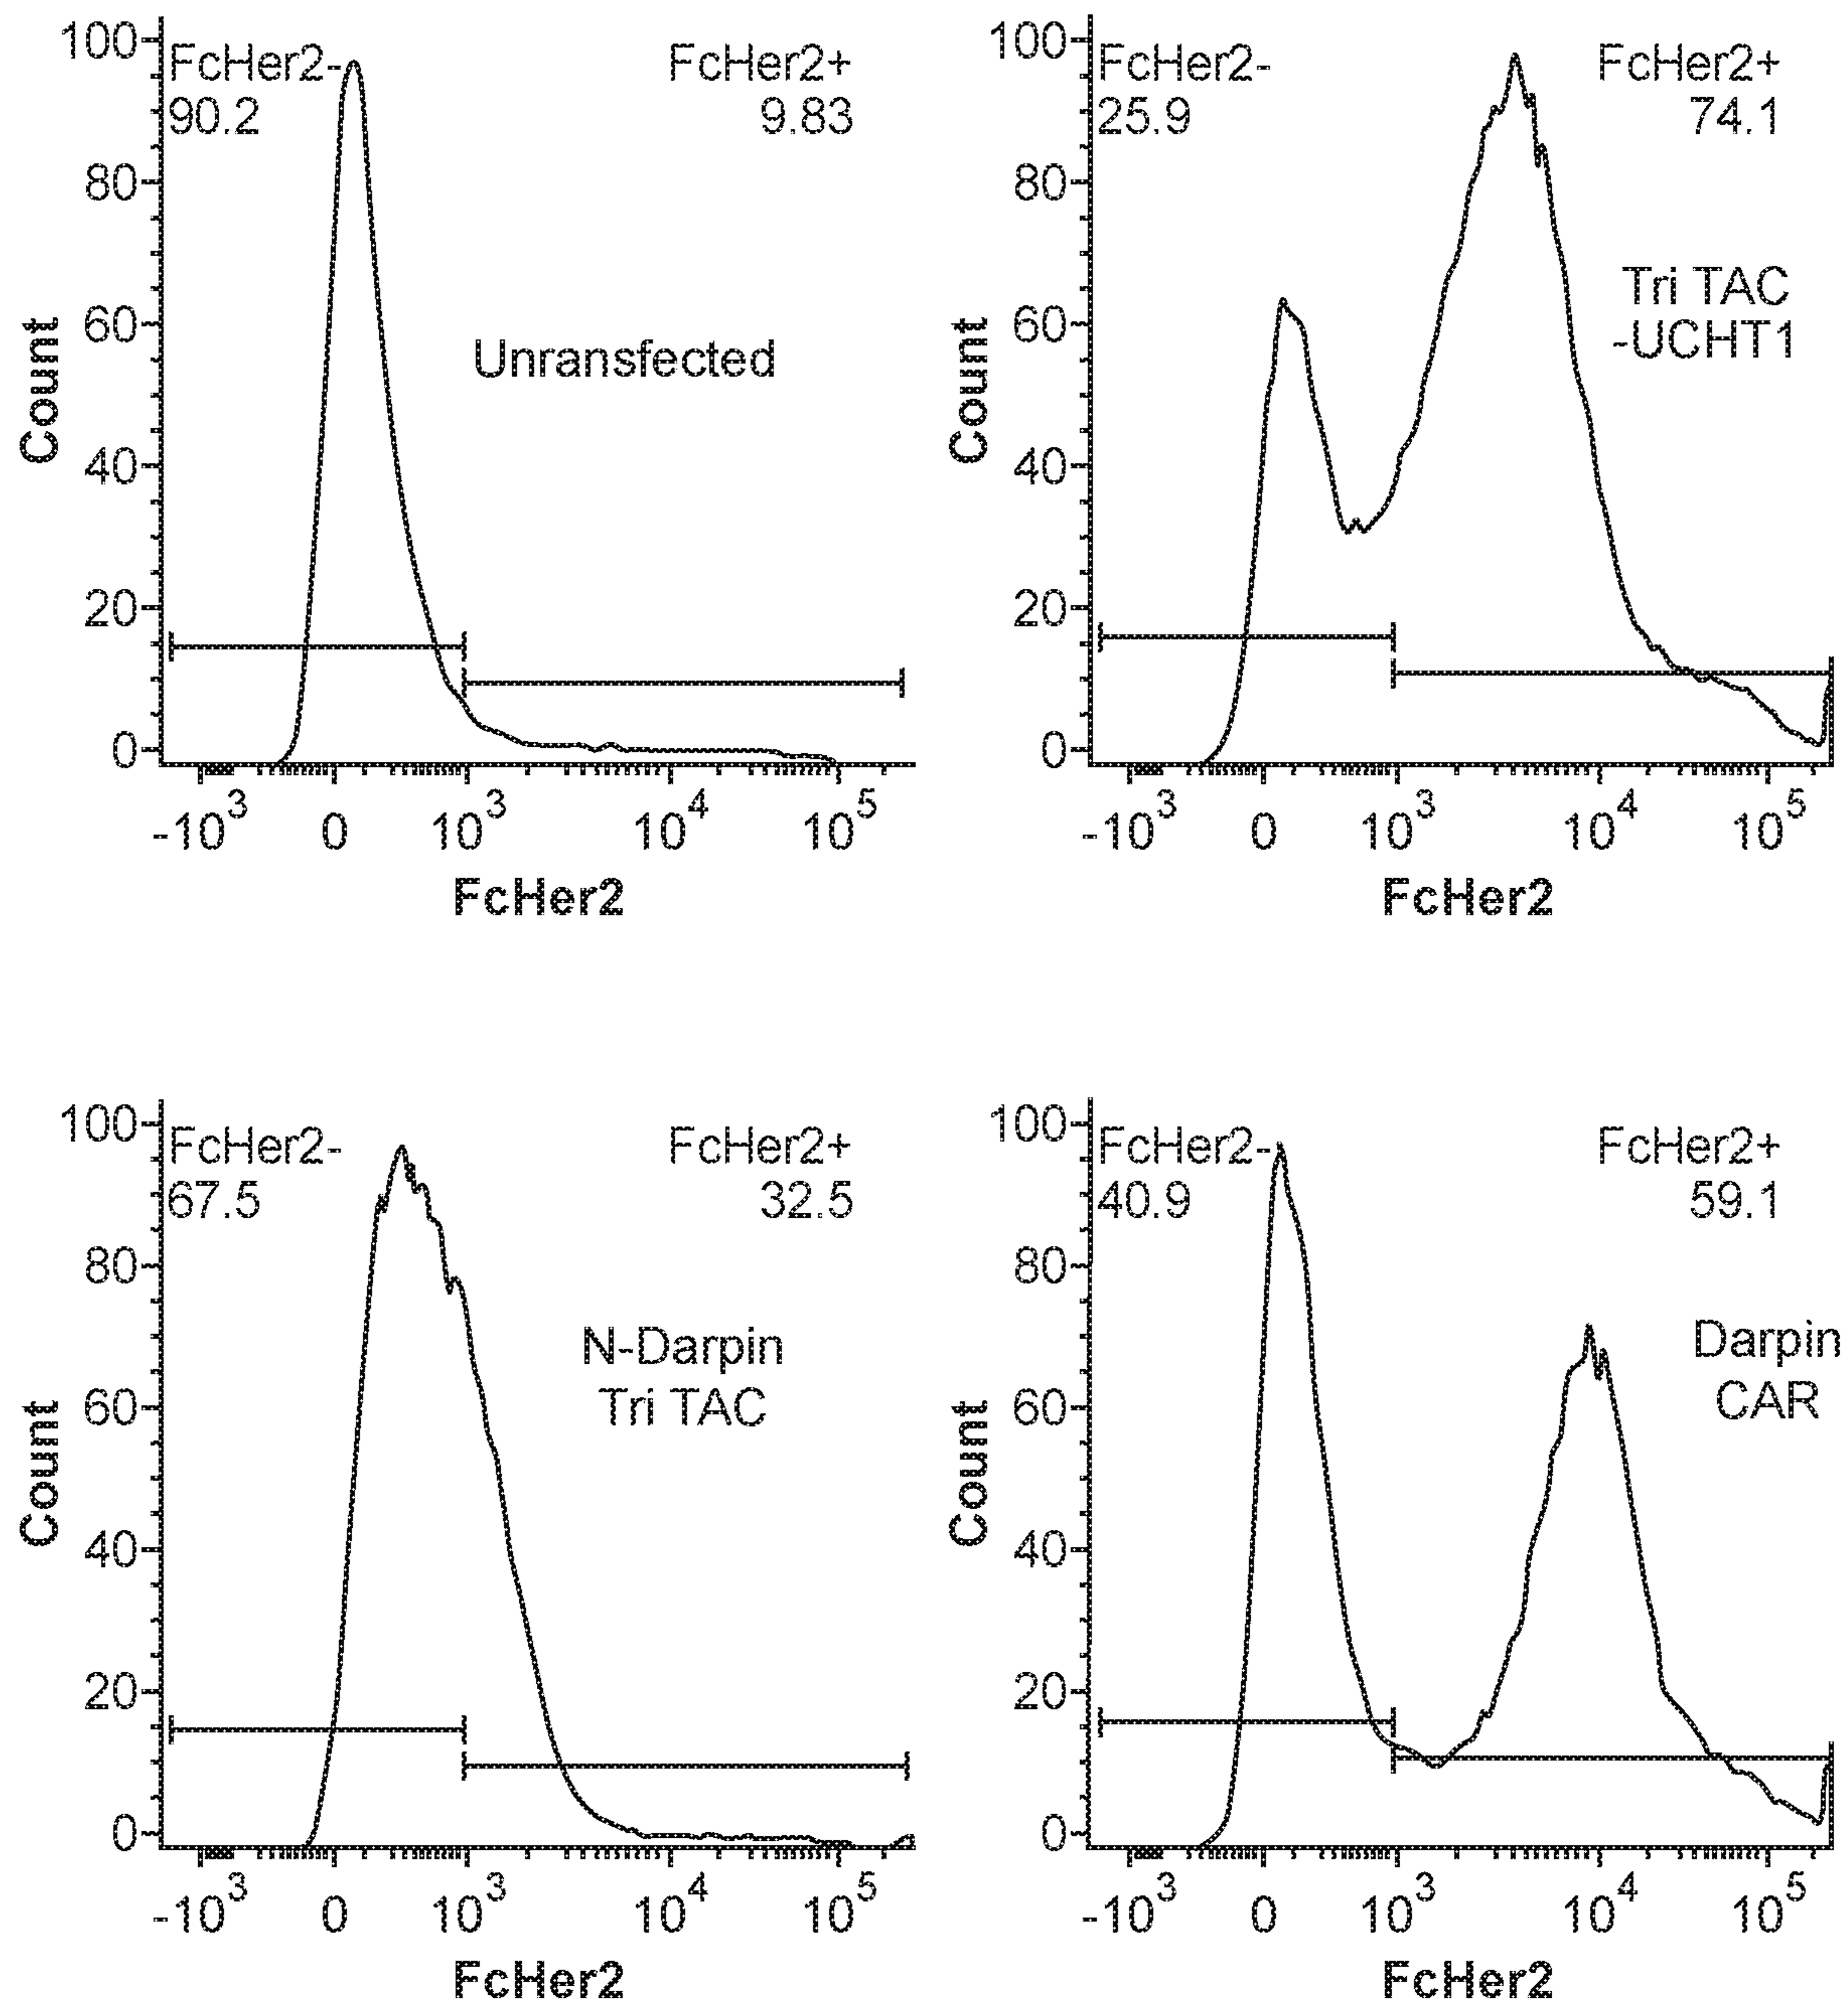 100
FcHer2-
90.2
FcHer2+
9.83
80
60
40
20
0
Count
Unransfected
-10^3 0 10^3 10^4 10^5
FcHer2
100
FcHer2-
25.9
FcHer2+
74.1
80
60
40
20
0
Count
Tri TAC
-UCHT1
-10^3 0 10^3 10^4 10^5
FcHer2
100
FcHer2-
67.5
FcHer2+
32.5
80
60
40
20
0
Count
N-Darpin
Tri TAC
-10^3 0 10^3 10^4 10^5
FcHer2
100
FcHer2-
40.9
FcHer2+
59.1
80
60
40
20
0
Count
Darpin
CAR
-10^3 0 10^3 10^4 10^5
FcHer2